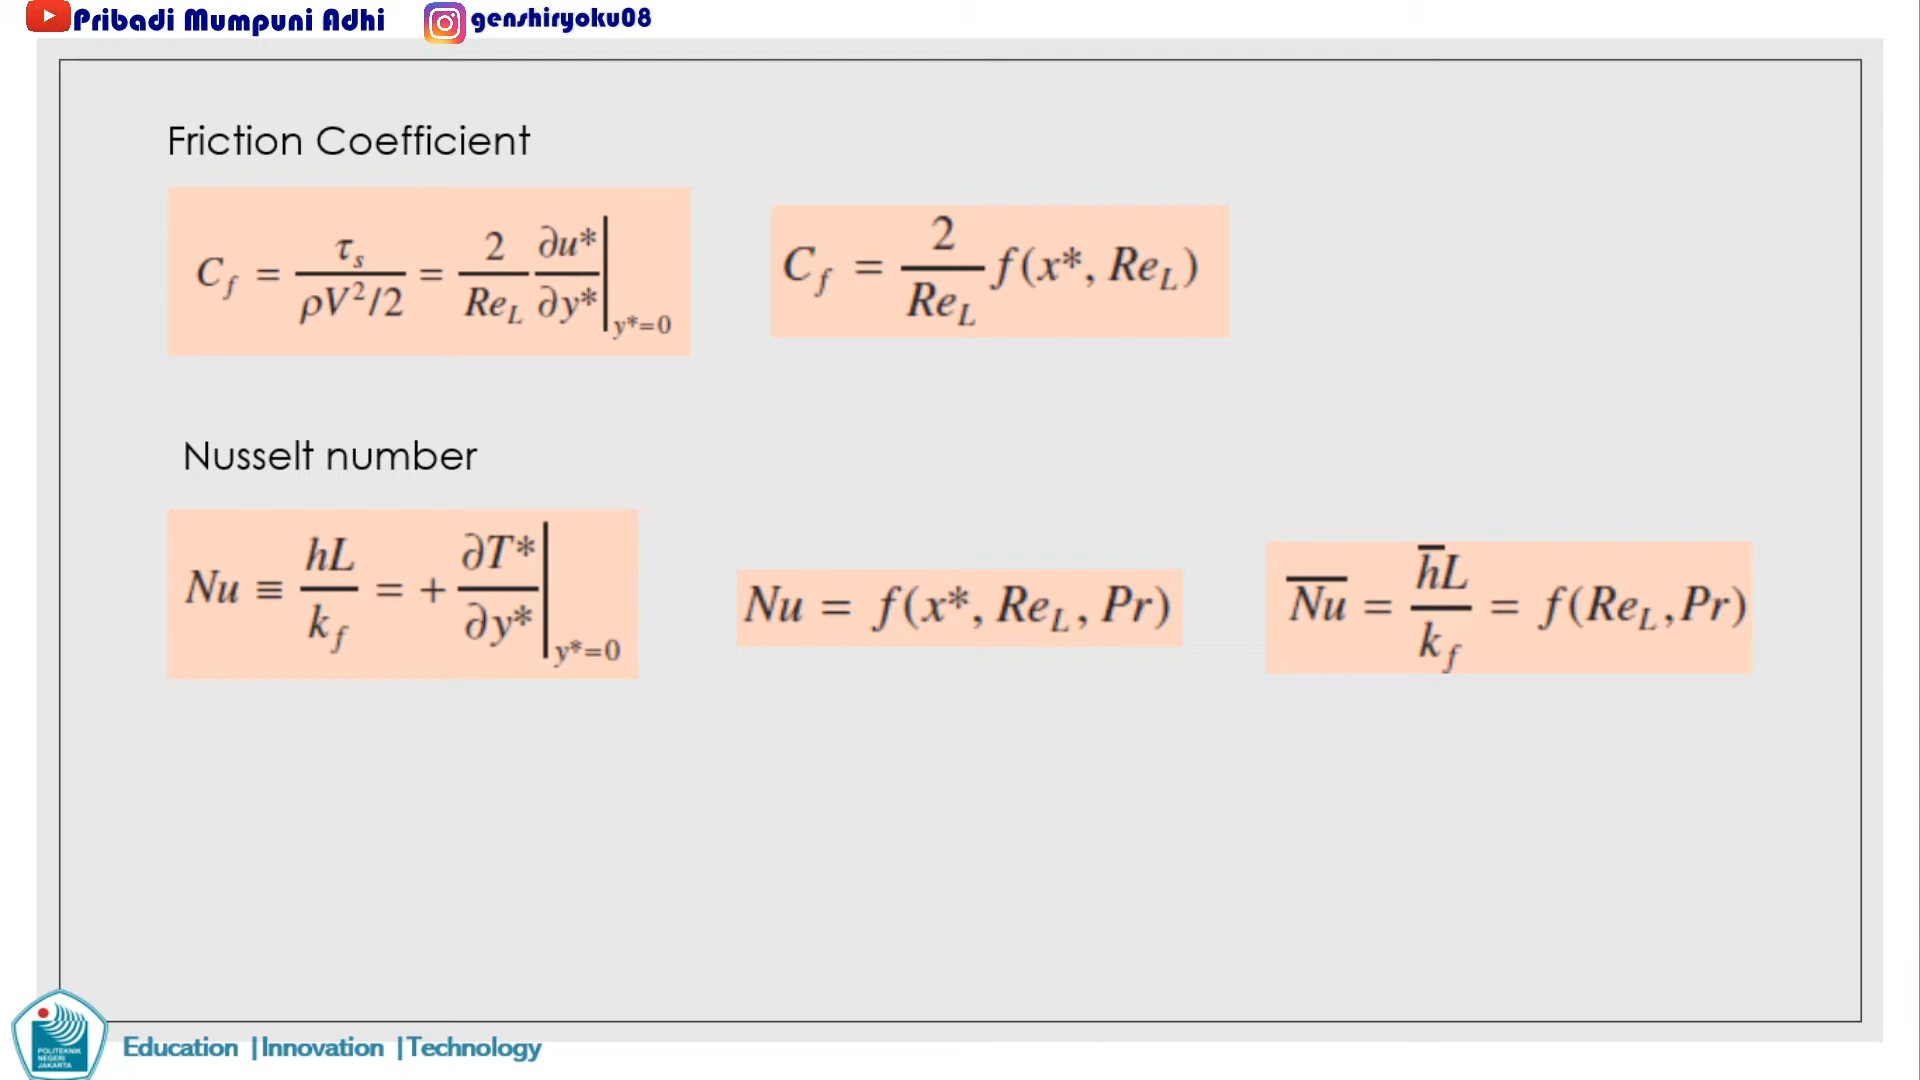 Pribadi Mumpuni Adhi genshiryoku08
Friction Coefficient
C_f = τ_s / (ρV²/2) = (2 / Re_L) (∂u* / ∂y*) |_{y*=0}
C_f = (2 / Re_L) f(x*, Re_L)
Nusselt number
Nu ≡ hL / k_f = + ∂T* / ∂y* |_{y*=0}
Nu = f(x*, Re_L, Pr)
N̅u̅ = h̅L / k_f = f(Re_L, Pr)
POLITEKNIK
NEGERI
JAKARTA
Education |Innovation |Technology